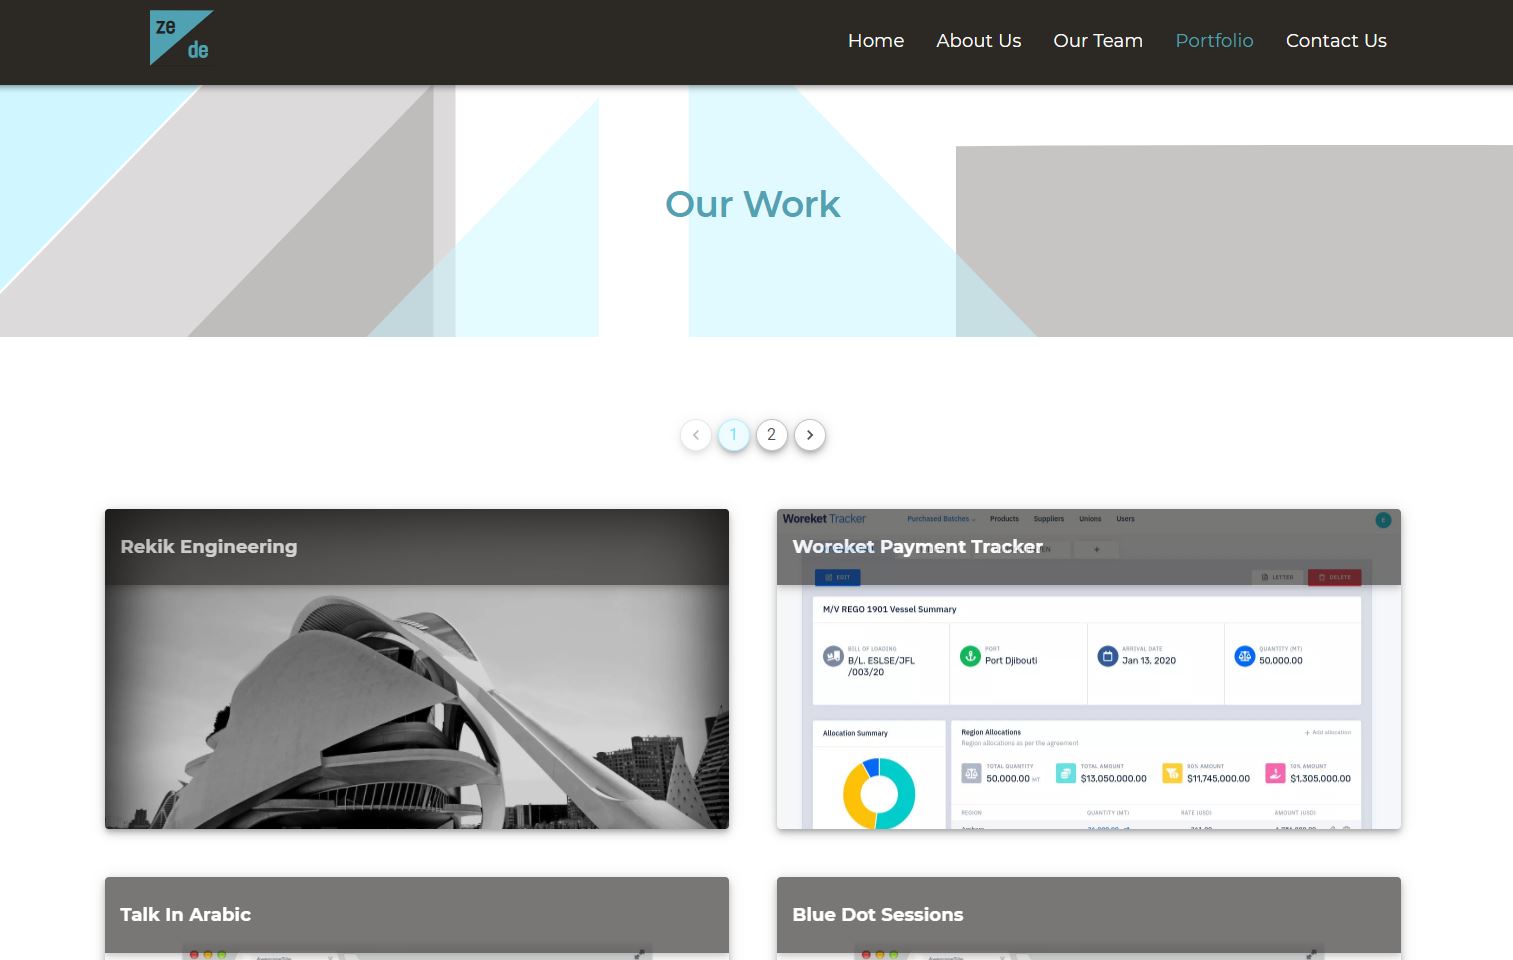 ze
de
Home About Us Our Team Portfolio Contact Us
Our Work
1 2
Rekik Engineering
Woreket Tracker Purchased Batches Products Suppliers Unions Users E
Woreket Payment Tracker
EDIT LETTER DELETE
M/V REGO 1901 Vessel Summary
BILL OF LOADING PORT ARRIVAL DATE QUANTITY (MT)
B/L. ESLSE/JFL Port Djibouti Jan 13, 2020 50,000.00
/003/20
Allocation Summary Region Allocations + Add allocation
Region allocations as per the agreement
TOTAL QUANTITY TOTAL AMOUNT 90% AMOUNT 10% AMOUNT
50,000.00 MT $13,050,000.00 $11,745,000.00 $1,305,000.00
REGION QUANTITY (MT) RATE (USD) AMOUNT (USD)
Talk In Arabic
Blue Dot Sessions